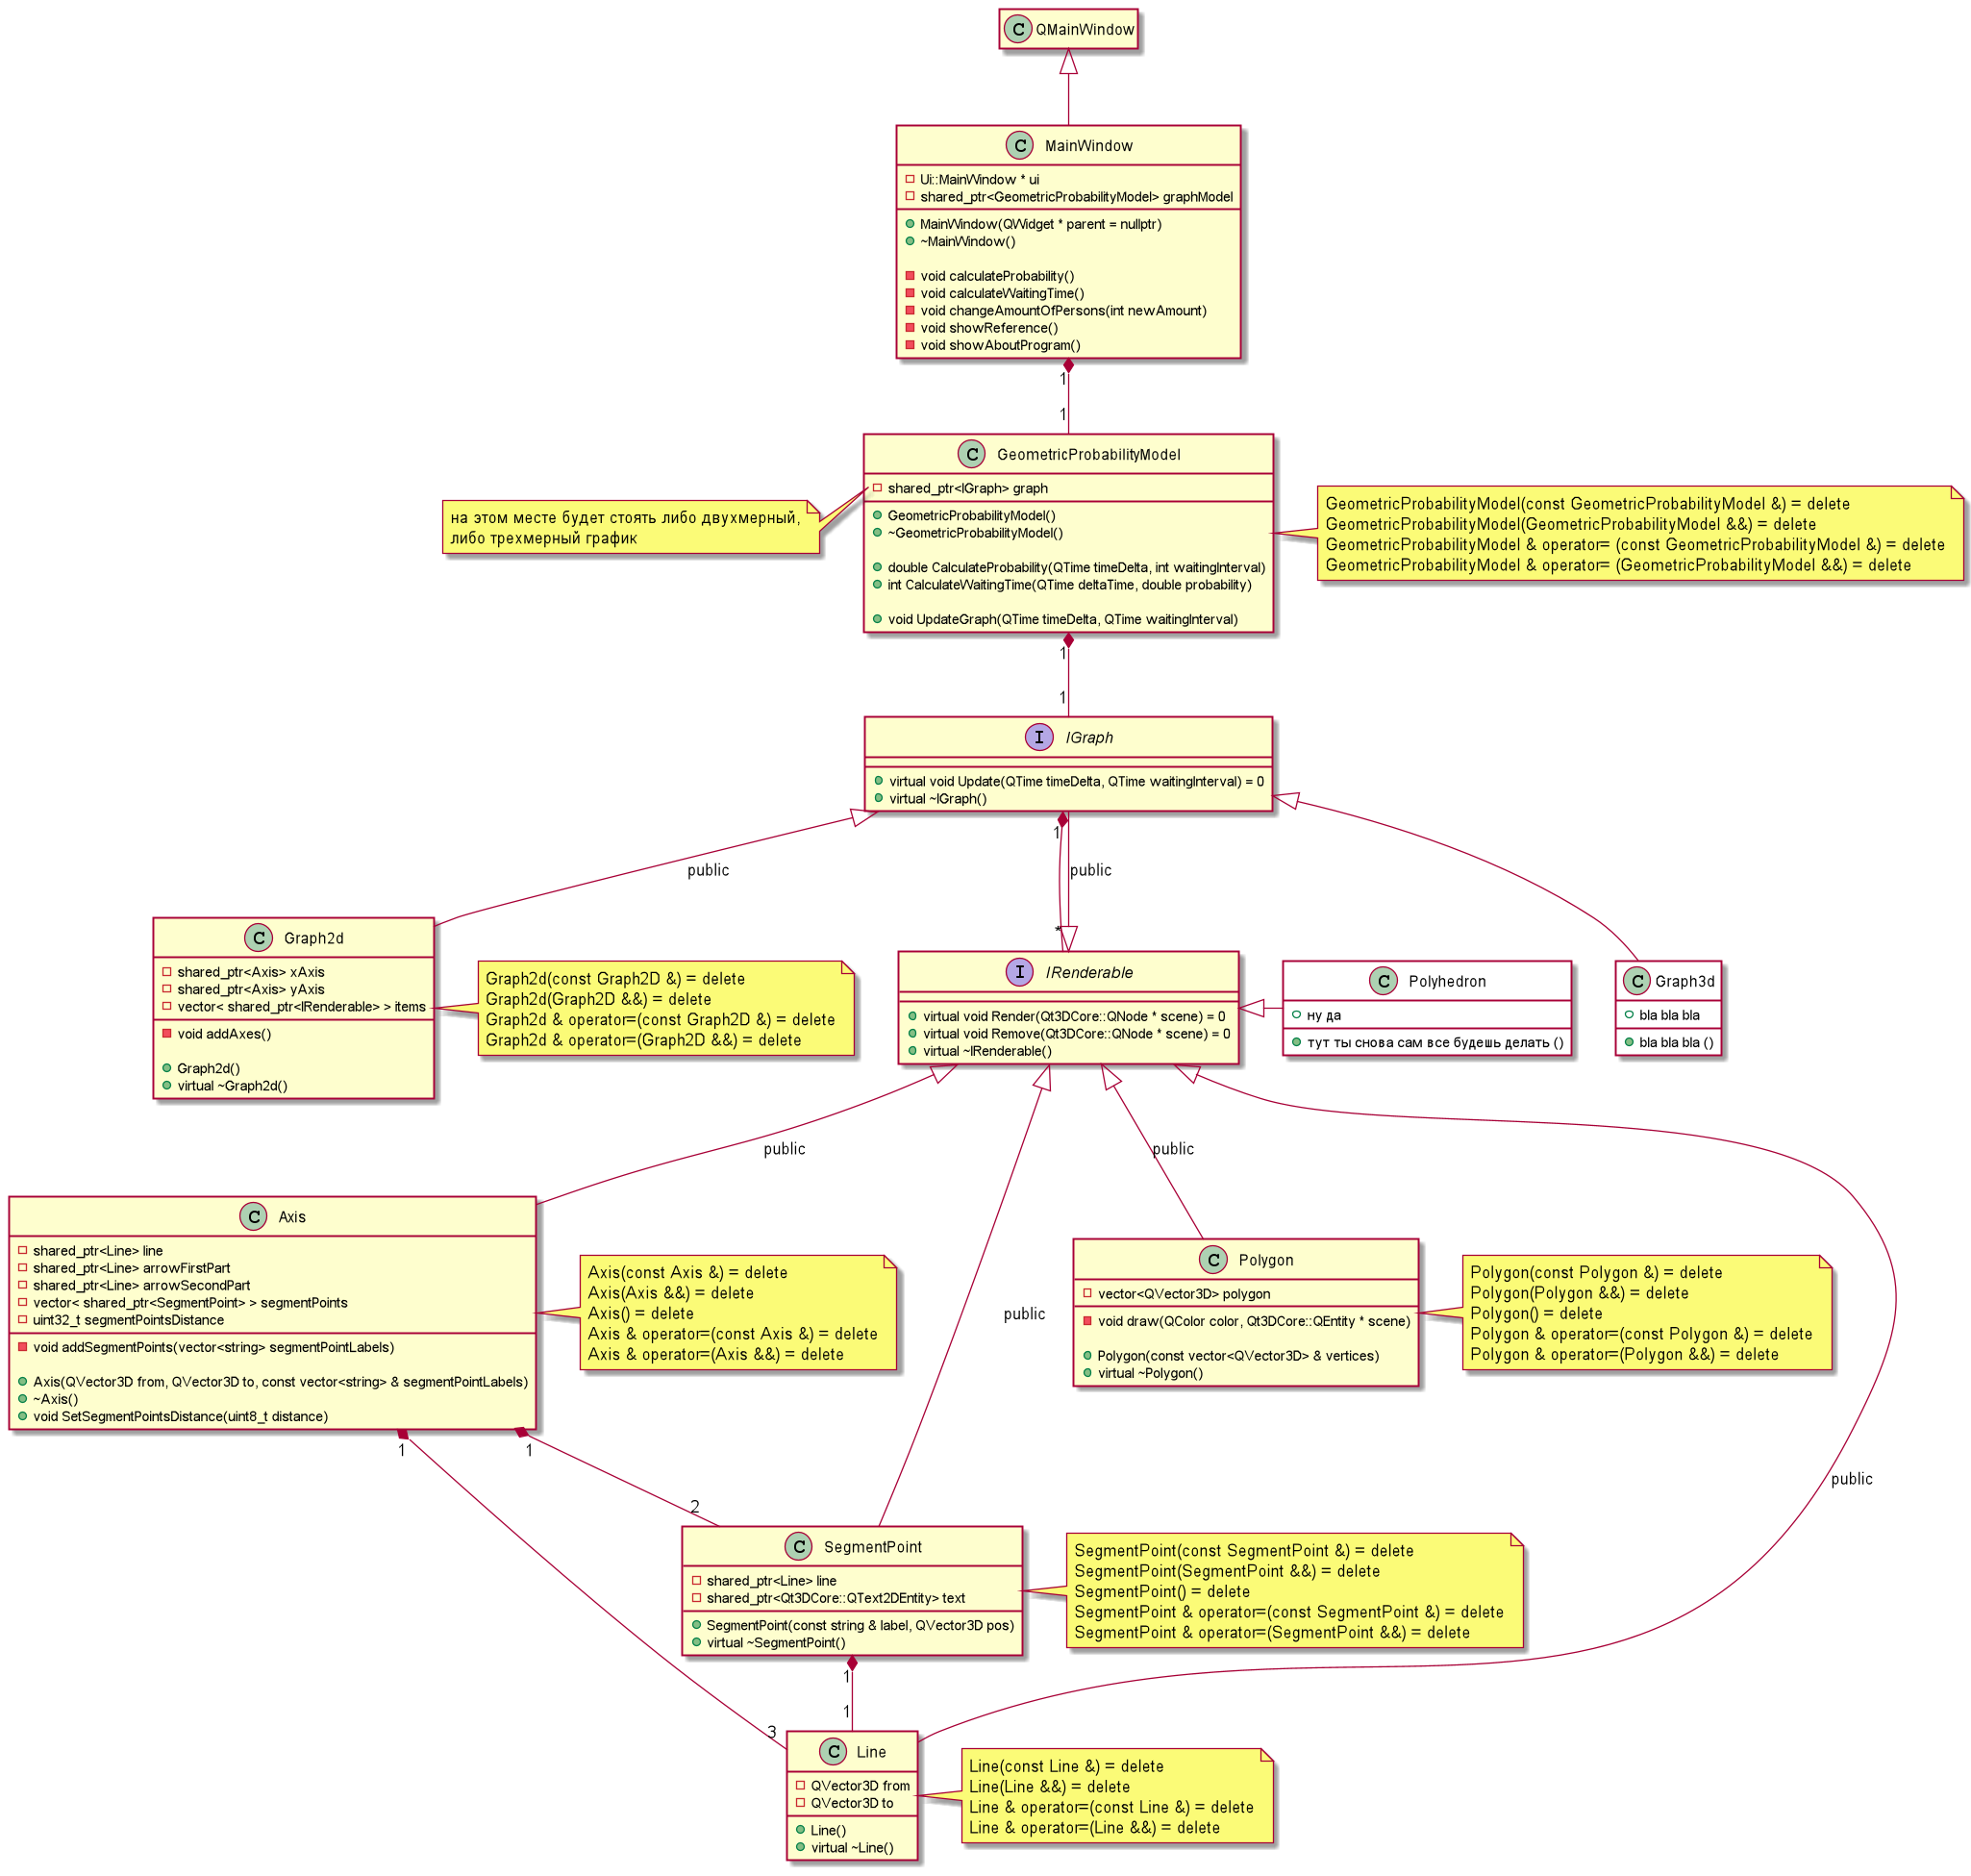 C QMainWindow
C MainWindow
Ui::MainWindow * ui
shared_ptr<GeometricProbabilityModel> graphModel
MainWindow(QWidget * parent = nullptr)
~MainWindow()
void calculateProbability()
void calculateWaitingTime()
void changeAmountOfPersons(int newAmount)
void showReference()
void showAboutProgram()
1
1
C GeometricProbabilityModel
shared_ptr<IGraph> graph
GeometricProbabilityModel()
~GeometricProbabilityModel()
double CalculateProbability(QTime timeDelta, int waitingInterval)
int CalculateWaitingTime(QTime deltaTime, double probability)
void UpdateGraph(QTime timeDelta, QTime waitingInterval)
на этом месте будет стоять либо двухмерный,
либо трехмерный график
GeometricProbabilityModel(const GeometricProbabilityModel &) = delete
GeometricProbabilityModel(GeometricProbabilityModel &&) = delete
GeometricProbabilityModel & operator= (const GeometricProbabilityModel &) = delete
GeometricProbabilityModel & operator= (GeometricProbabilityModel &&) = delete
1
1
I IGraph
virtual void Update(QTime timeDelta, QTime waitingInterval) = 0
virtual ~IGraph()
public
1
public
*
C Graph2d
shared_ptr<Axis> xAxis
shared_ptr<Axis> yAxis
vector< shared_ptr<IRenderable> > items
void addAxes()
Graph2d()
virtual ~Graph2d()
Graph2d(const Graph2D &) = delete
Graph2d(Graph2D &&) = delete
Graph2d & operator=(const Graph2D &) = delete
Graph2d & operator=(Graph2D &&) = delete
I IRenderable
virtual void Render(Qt3DCore::QNode * scene) = 0
virtual void Remove(Qt3DCore::QNode * scene) = 0
virtual ~IRenderable()
C Polyhedron
ну да
тут ты снова сам все будешь делать ()
C Graph3d
bla bla bla
bla bla bla ()
public
public
public
public
C Axis
shared_ptr<Line> line
shared_ptr<Line> arrowFirstPart
shared_ptr<Line> arrowSecondPart
vector< shared_ptr<SegmentPoint> > segmentPoints
uint32_t segmentPointsDistance
void addSegmentPoints(vector<string> segmentPointLabels)
Axis(QVector3D from, QVector3D to, const vector<string> & segmentPointLabels)
~Axis()
void SetSegmentPointsDistance(uint8_t distance)
Axis(const Axis &) = delete
Axis(Axis &&) = delete
Axis() = delete
Axis & operator=(const Axis &) = delete
Axis & operator=(Axis &&) = delete
C Polygon
vector<QVector3D> polygon
void draw(QColor color, Qt3DCore::QEntity * scene)
Polygon(const vector<QVector3D> & vertices)
virtual ~Polygon()
Polygon(const Polygon &) = delete
Polygon(Polygon &&) = delete
Polygon() = delete
Polygon & operator=(const Polygon &) = delete
Polygon & operator=(Polygon &&) = delete
1
1
2
C SegmentPoint
shared_ptr<Line> line
shared_ptr<Qt3DCore::QText2DEntity> text
SegmentPoint(const string & label, QVector3D pos)
virtual ~SegmentPoint()
SegmentPoint(const SegmentPoint &) = delete
SegmentPoint(SegmentPoint &&) = delete
SegmentPoint() = delete
SegmentPoint & operator=(const SegmentPoint &) = delete
SegmentPoint & operator=(SegmentPoint &&) = delete
1
1
3
C Line
QVector3D from
QVector3D to
Line()
virtual ~Line()
Line(const Line &) = delete
Line(Line &&) = delete
Line & operator=(const Line &) = delete
Line & operator=(Line &&) = delete